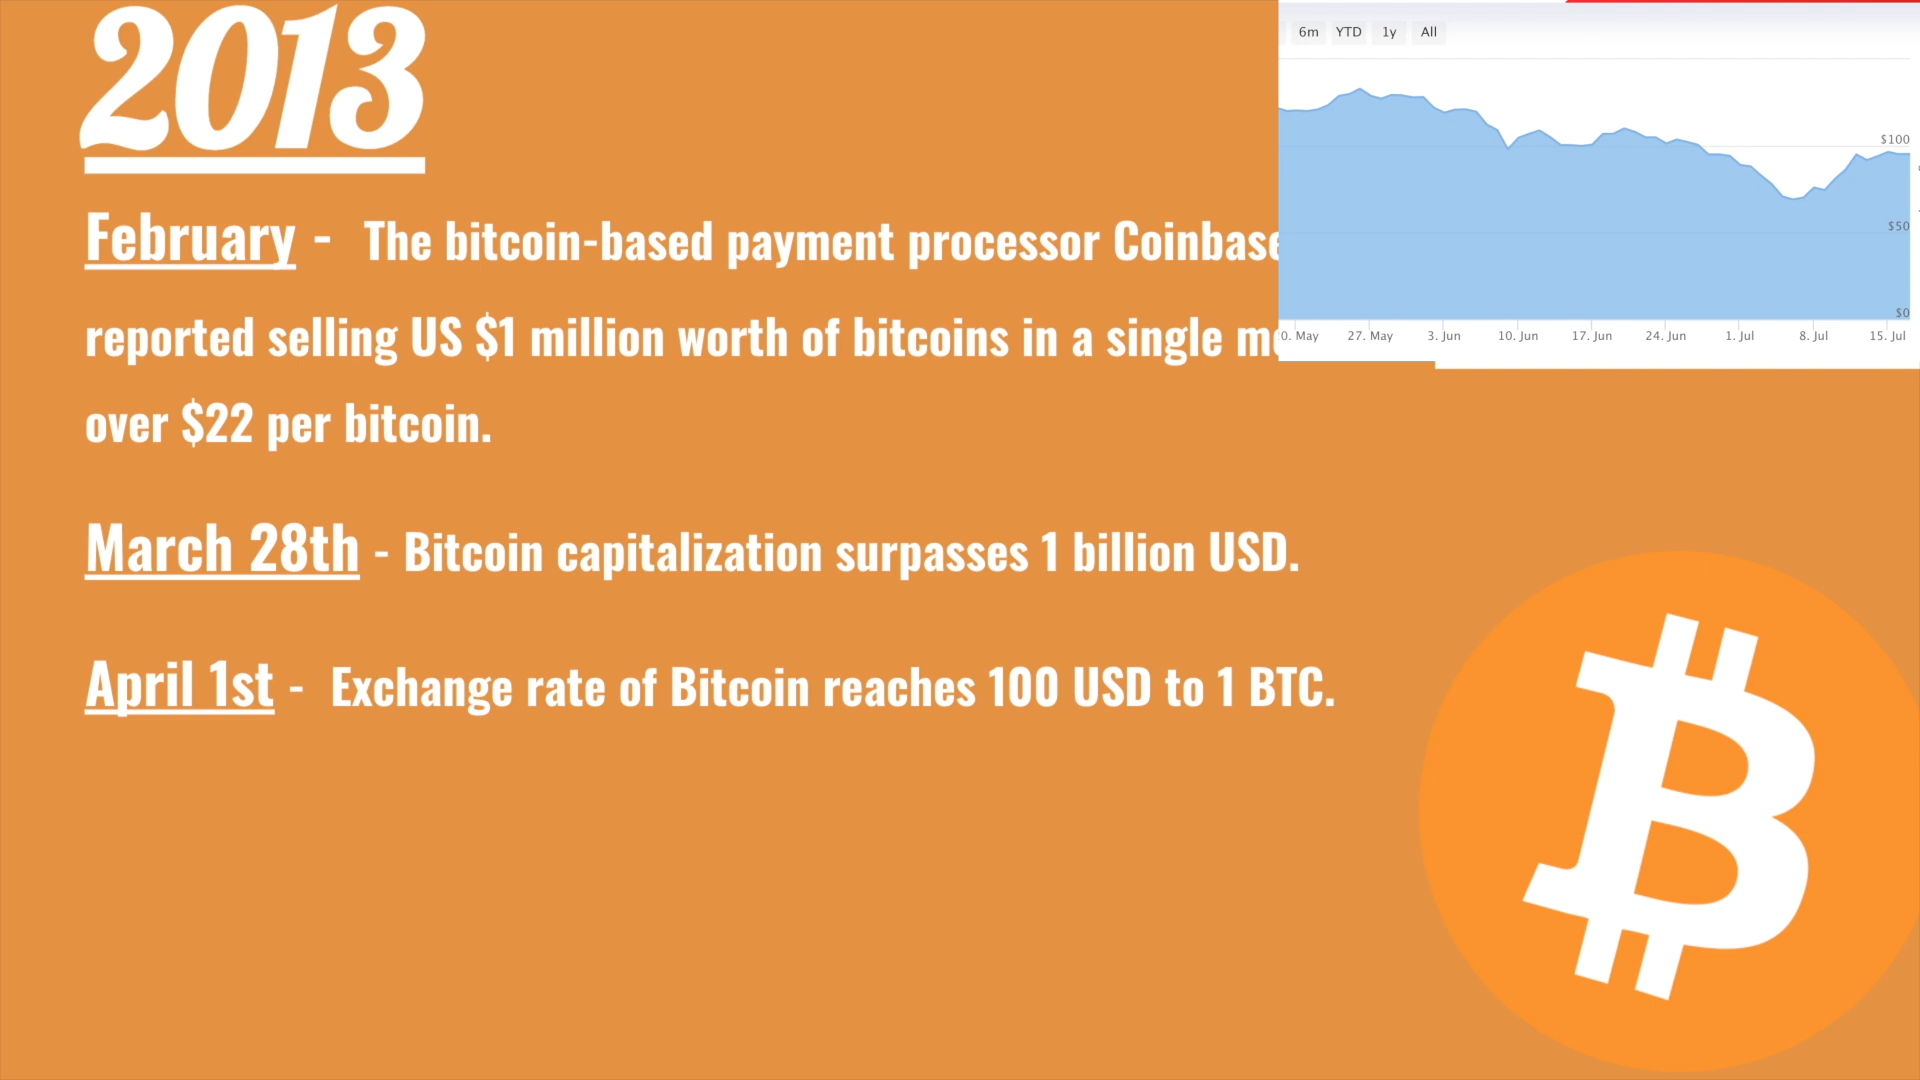 2013
February - The bitcoin-based payment processor Coinbase
reported selling US $1 million worth of bitcoins in a single
over $22 per bitcoin.
March 28th - Bitcoin capitalization surpasses 1 billion USD.
April 1st - Exchange rate of Bitcoin reaches 100 USD to 1 BTC.
6m YTD 1y All
$100
$50
$0
0. May 27. May 3. Jun 10. Jun 17. Jun 24. Jun 1. Jul 8. Jul 15. Jul